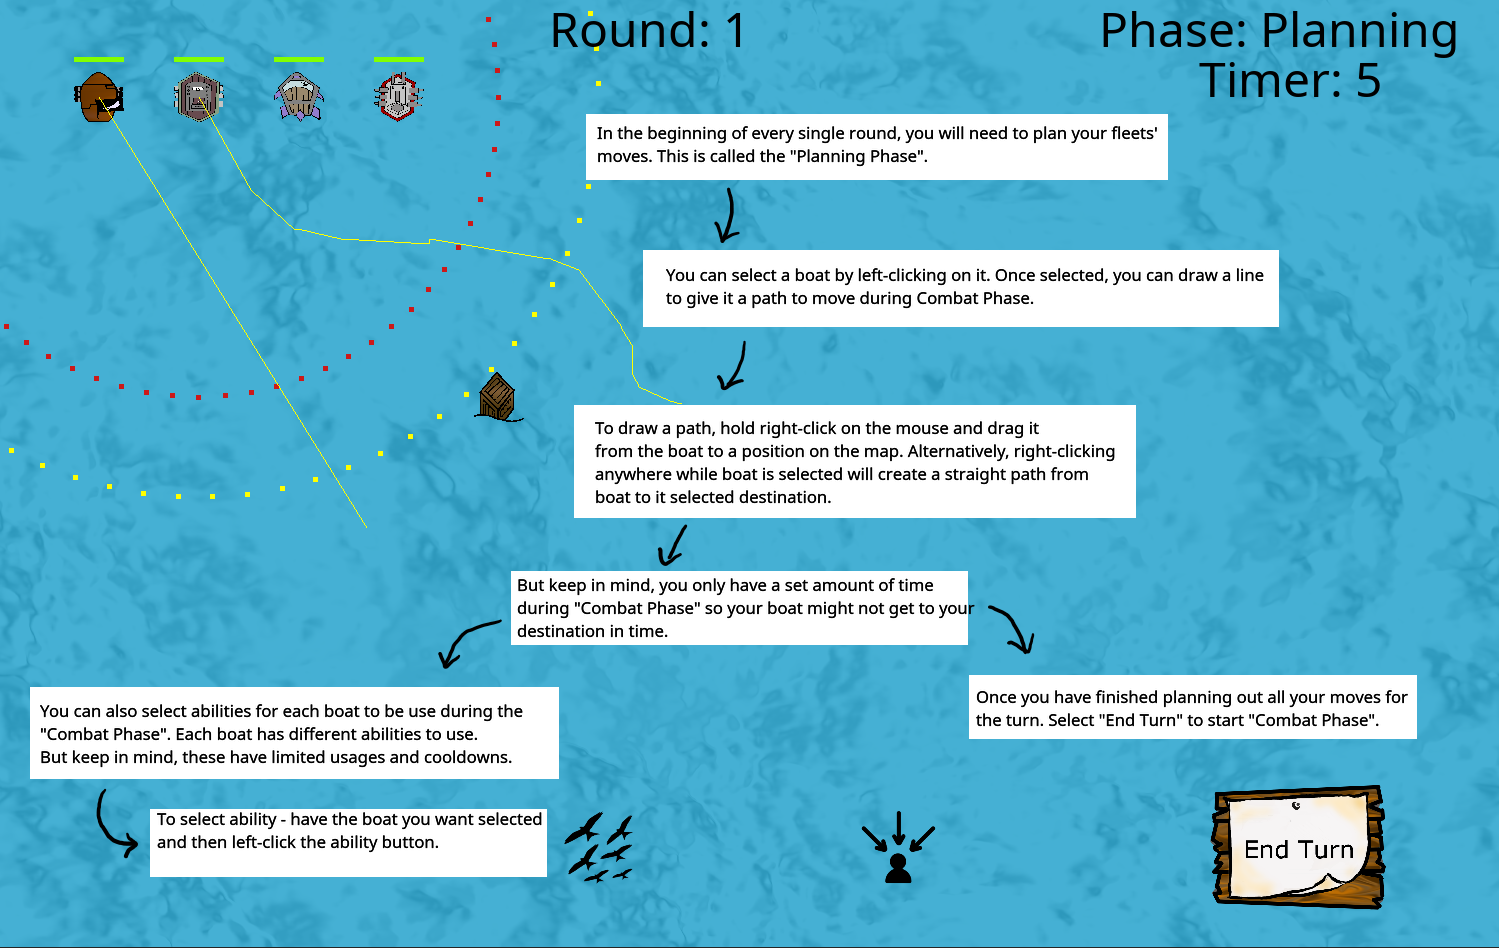 Round: 1
Phase: Planning
Timer: 5
In the beginning of every single round, you will need to plan your fleets'
moves. This is called the "Planning Phase".
You can select a boat by left-clicking on it. Once selected, you can draw a line
to give it a path to move during Combat Phase.
To draw a path, hold right-click on the mouse and drag it
from the boat to a position on the map. Alternatively, right-clicking
anywhere while boat is selected will create a straight path from
boat to it selected destination.
But keep in mind, you only have a set amount of time
during "Combat Phase" so your boat might not get to your
destination in time.
You can also select abilities for each boat to be use during the
"Combat Phase". Each boat has different abilities to use.
But keep in mind, these have limited usages and cooldowns.
Once you have finished planning out all your moves for
the turn. Select "End Turn" to start "Combat Phase".
To select ability - have the boat you want selected
and then left-click the ability button.
End Turn